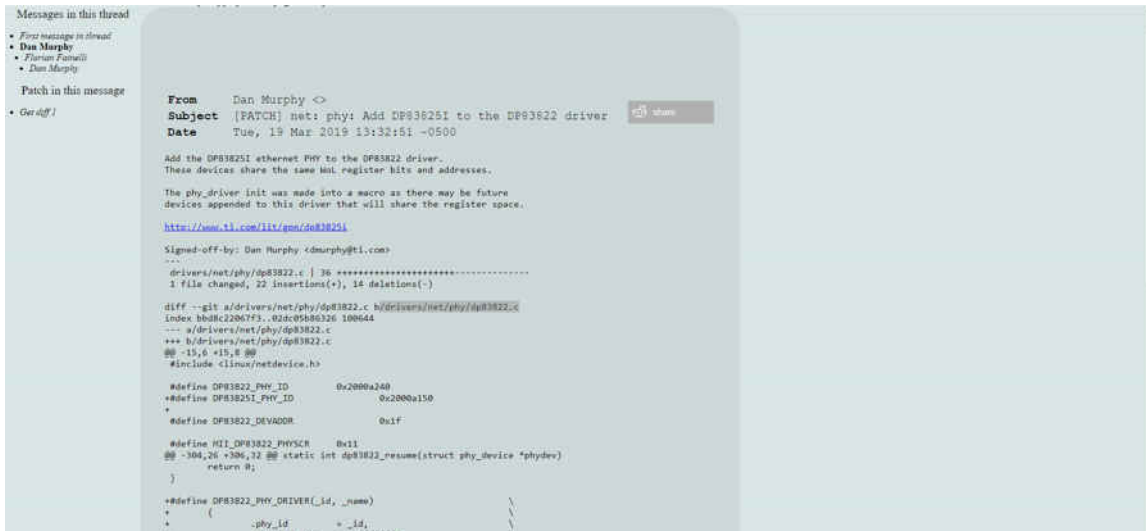 Messages in this thread
First message in thread
Dan Murphy
Florian Fainelli
Dan Murphy
Patch in this message
Get diff 1
From Dan Murphy <>
Subject [PATCH] net: phy: Add DP83825I to the DP83822 driver
share
Date Tue, 19 Mar 2019 13:32:51 -0500
Add the DP83825I ethernet PHY to the DP83822 driver.
These devices share the same WoL register bits and addresses.
The phy_driver init was made into a macro as there may be future
devices appended to this driver that will share the register space.
http://www.ti.com/lit/gpn/dp83825i
Signed-off-by: Dan Murphy <dmurphy@ti.com>
---
drivers/net/phy/dp83822.c | 36 ++++++++++++++++++++++--------------
1 file changed, 22 insertions(+), 14 deletions(-)
diff --git a/drivers/net/phy/dp83822.c b/drivers/net/phy/dp83822.c
index bbd8c22067f3..02dc05b86326 100644
--- a/drivers/net/phy/dp83822.c
+++ b/drivers/net/phy/dp83822.c
@@ -15,6 +15,8 @@
#include <linux/netdevice.h>
#define DP83822_PHY_ID 0x2000a240
+#define DP83825I_PHY_ID 0x2000a150
+
#define DP83822_DEVADDR 0x1f
#define MII_DP83822_PHYSCR 0x11
@@ -304,26 +306,32 @@ static int dp83822_resume(struct phy_device *phydev)
return 0;
}
+#define DP83822_PHY_DRIVER(_id, _name) \
+ { \
+ .phy_id = _id, \